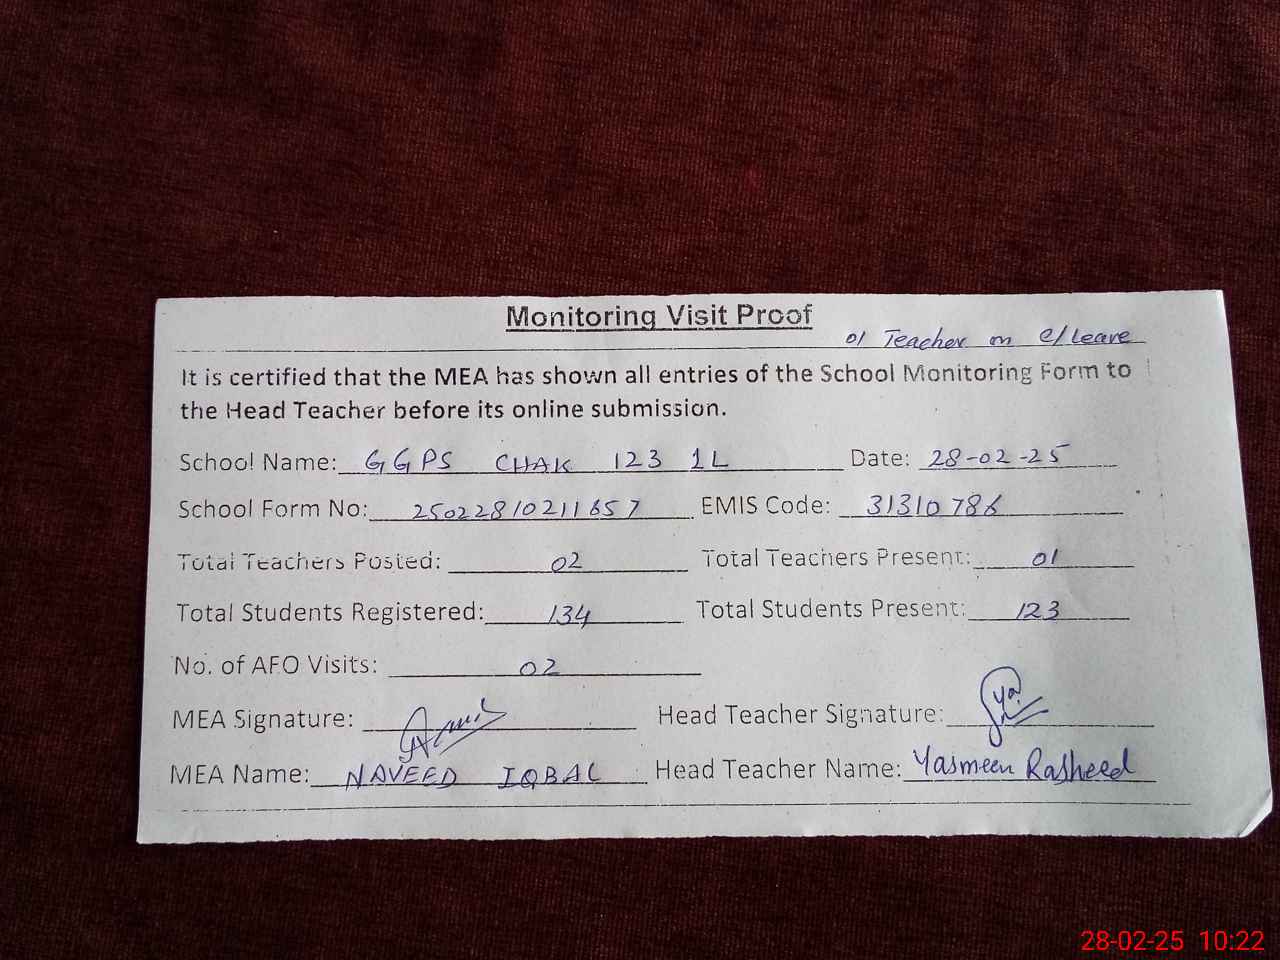 Monitoring Visit Proof
01 Teacher on e/Leave
It is certified that the MEA has shown all entries of the School Monitoring Form to
the Head Teacher before its online submission.
School Name: GGPS CHAK 123 1L Date: 28-02-25
School Form No: 25022810211657 EMIS Code: 31310786
Total Teachers Posted: 02 Total Teachers Present: 01
Total Students Registered: 134 Total Students Present: 123
No. of AFO Visits: 02
MEA Signature: Head Teacher Signature:
MEA Name: NAVEED IQBAL Head Teacher Name: Yasmeen Rasheed
28-02-25 10:22